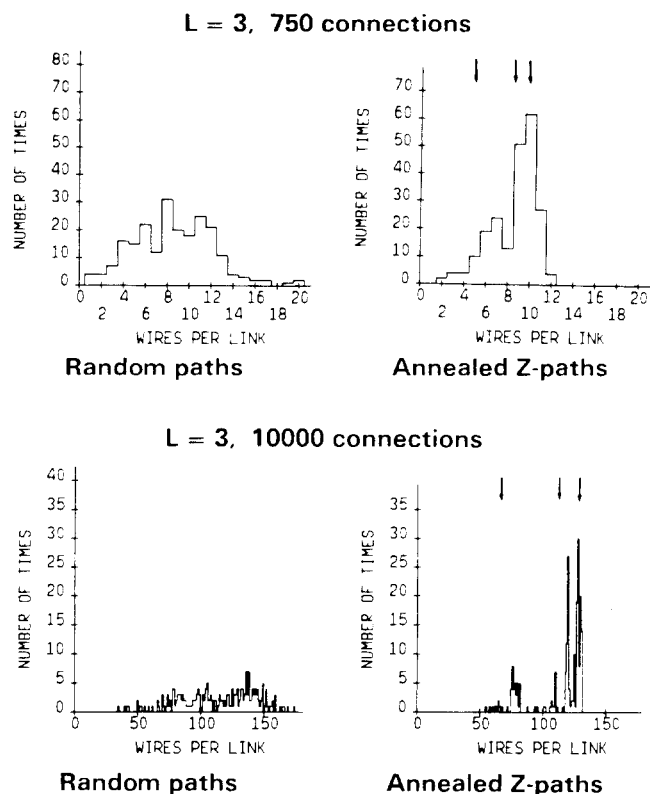 L = 3, 750 connections
80
70
60
50
40
30
20
10
0
NUMBER OF TIMES
0 4 8 12 16 20
2 6 10 14 18
WIRES PER LINK
Random paths
70
60
50
40
30
20
10
0
NUMBER OF TIMES
0 4 8 12 16 20
2 6 10 14 18
WIRES PER LINK
Annealed Z-paths
L = 3, 10000 connections
40
35
30
25
20
15
10
5
0
NUMBER OF TIMES
0 50 100 150
WIRES PER LINK
Random paths
35
30
25
20
15
10
5
0
NUMBER OF TIMES
0 50 100 150
WIRES PER LINK
Annealed Z-paths